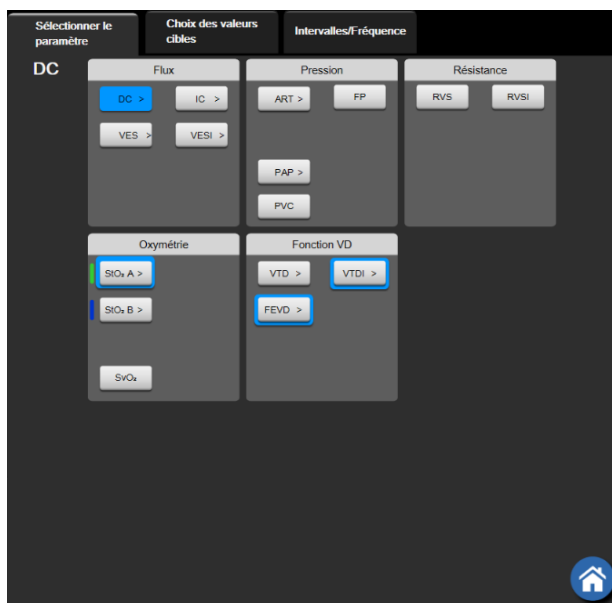 Sélectionner le
paramètre
Choix des valeurs
cibles
Intervalles/Fréquence
DC
Flux
DC >
IC >
VES >
VESI >
Pression
ART >
FP
PAP >
PVC
Résistance
RVS
RVSI
Oxymétrie
StO₂ A >
StO₂ B >
SvO₂
Fonction VD
VTD >
VTDI >
FEVD >